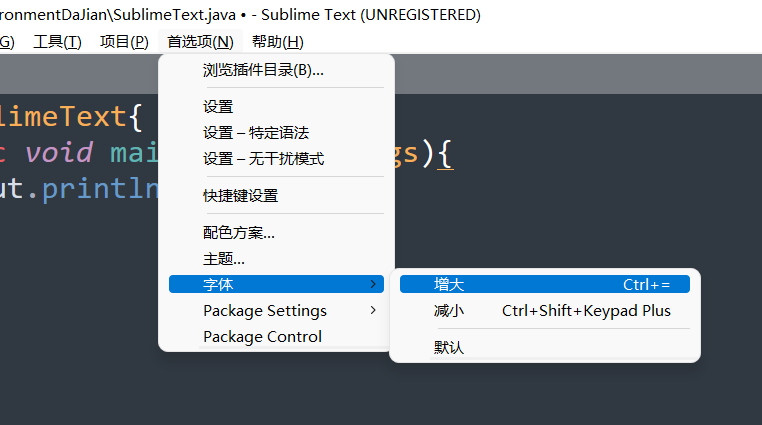 ronmentDaJian\SublimeText.java • - Sublime Text (UNREGISTERED)
(G) 工具(T) 项目(P) 首选项(N) 帮助(H)
浏览插件目录(B)...
设置
limeText{
设置 – 特定语法
c void mai gs){
设置 – 无干扰模式
ut.println
快捷键设置
配色方案...
主题...
字体 > 增大 Ctrl+=
Package Settings > 减小 Ctrl+Shift+Keypad Plus
Package Control
默认